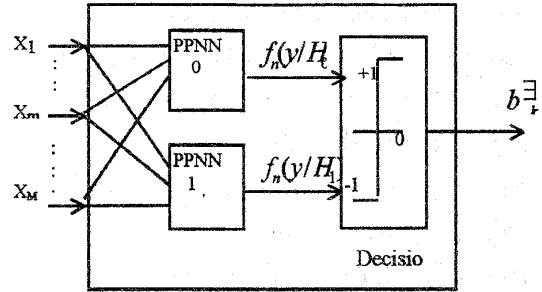 X1
PPNN
0
fn(y/H
+1
Xm
0
b
PPNN
1
fn(y/H1)
-1
XM
Decisio